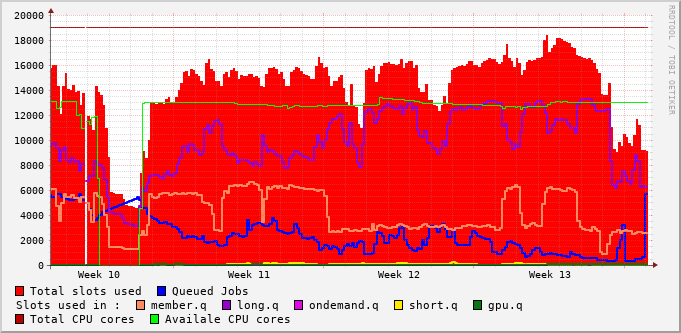 20000
18000
16000
14000
12000
10000
8000
6000
4000
2000
0
Week 10 Week 11 Week 12 Week 13
Total slots used Queued Jobs
Slots used in : member.q long.q ondemand.q short.q gpu.q
Total CPU cores Availale CPU cores
RRDTOOL / TOBI OETIKER